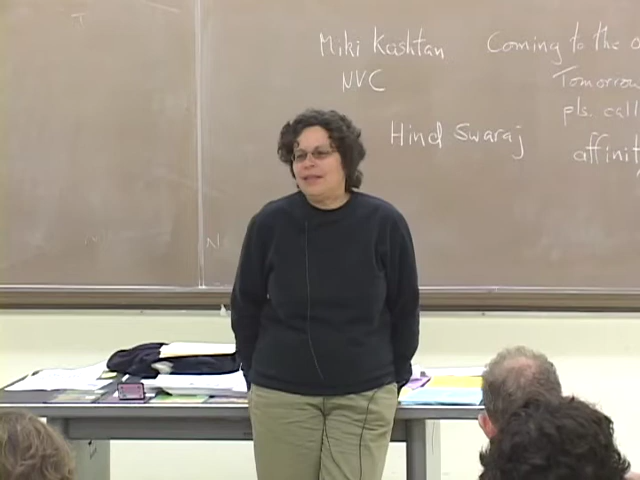 Miki Kashtan
NVC
Hind Swaraj
Coming to the
Tomorrow
pls. call
affinit